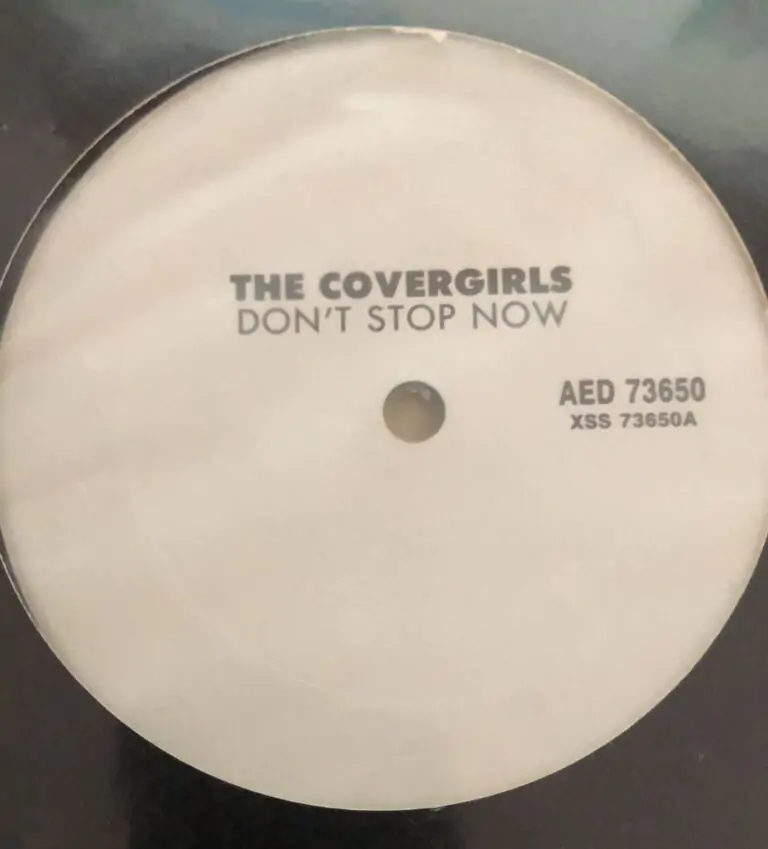 THE COVERGIRLS
DON'T STOP NOW
AED 73650
XSS 73650A